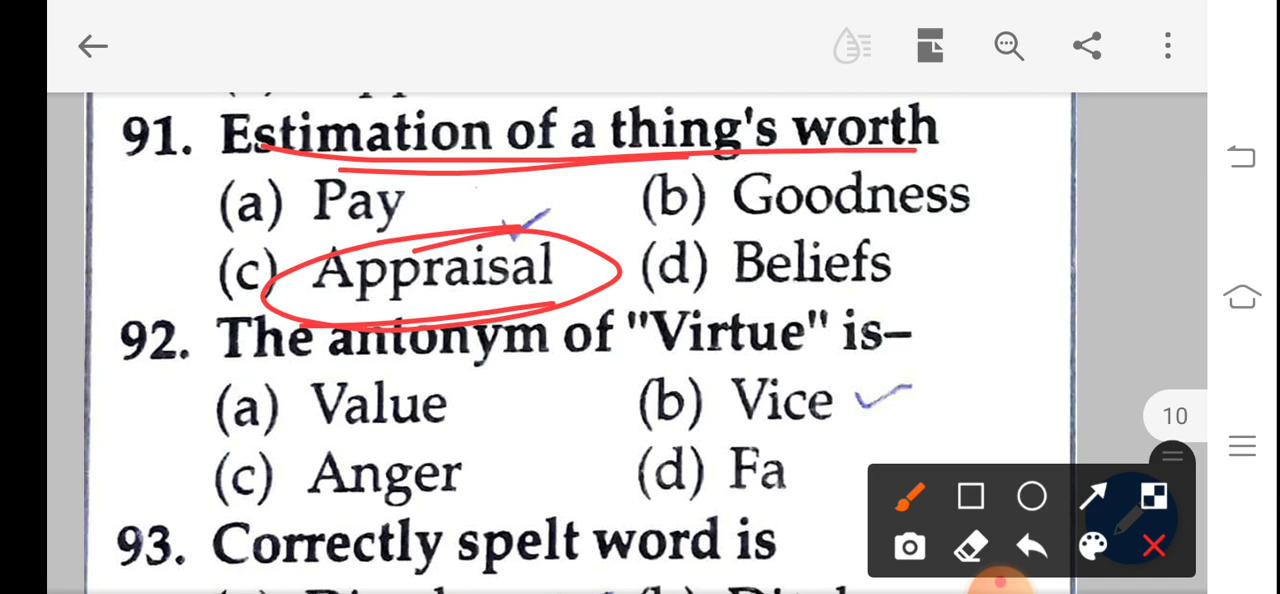 91. Estimation of a thing's worth
(a) Pay (b) Goodness
(c) Appraisal (d) Beliefs
92. The antonym of "Virtue" is–
(a) Value (b) Vice
10
(c) Anger (d) Fa
93. Correctly spelt word is